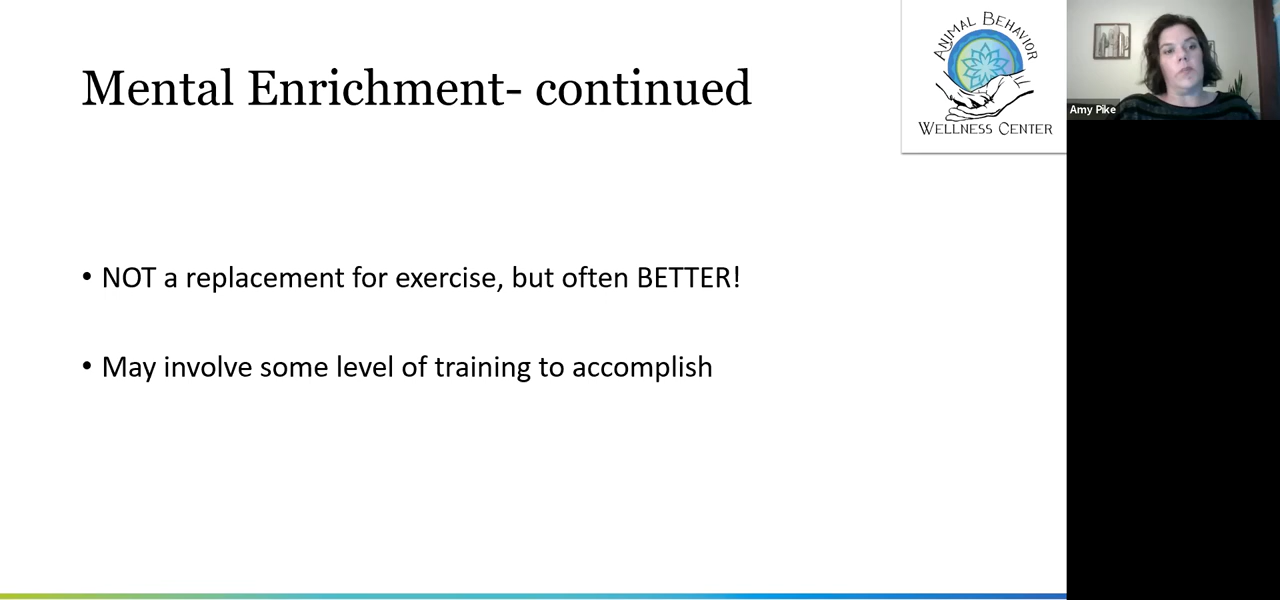 Mental Enrichment- continued
ANIMAL BEHAVIOR
WELLNESS CENTER
Amy Pike
• NOT a replacement for exercise, but often BETTER!
• May involve some level of training to accomplish